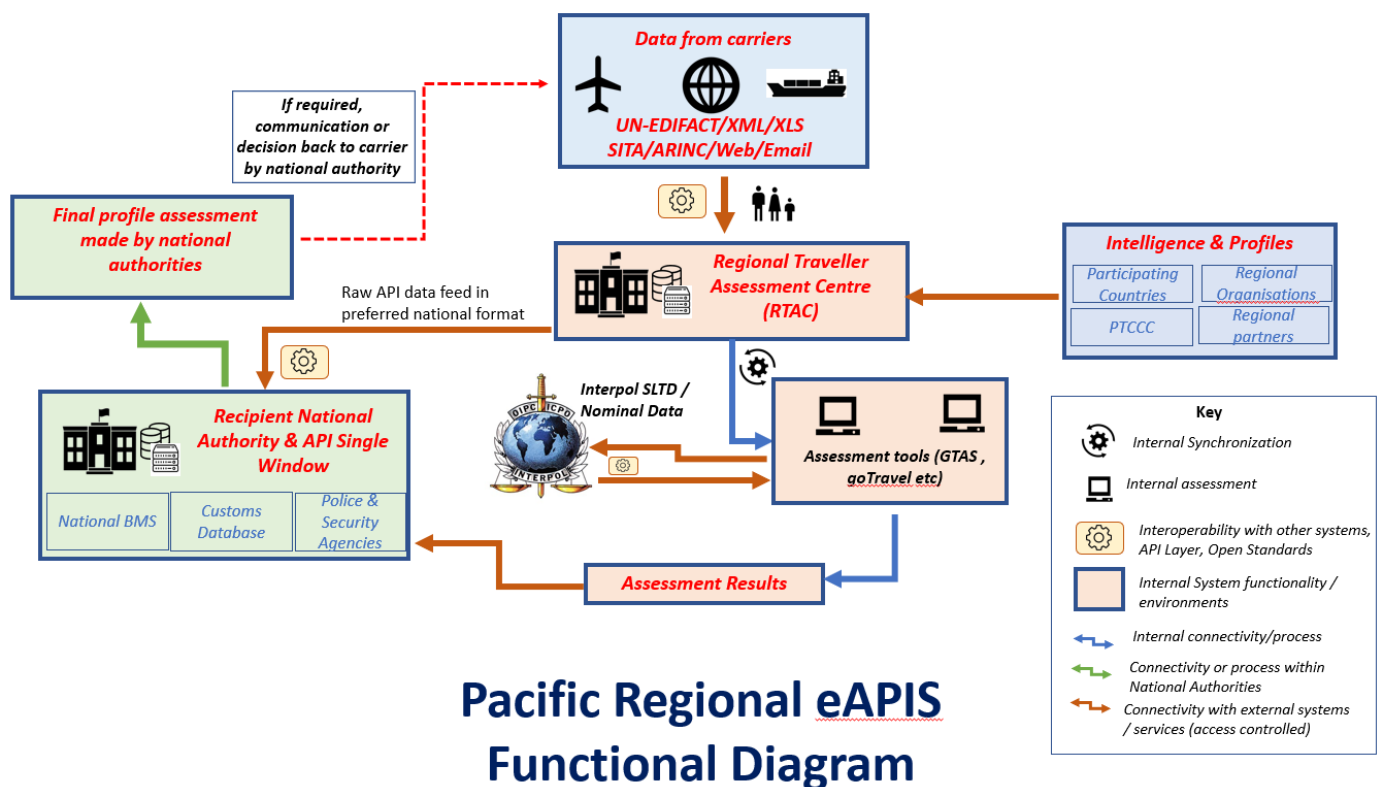 Data from carriers
UN-EDIFACT/XML/XLS
SITA/ARINC/Web/Email
If required,
communication or
decision back to carrier
by national authority
Final profile assessment
made by national
authorities
Regional Traveller
Assessment Centre
(RTAC)
Intelligence & Profiles
Participating
Countries
Regional
Organisations
PTCCC
Regional
partners
Raw API data feed in
preferred national format
Recipient National
Authority & API Single
Window
National BMS
Customs
Database
Police &
Security
Agencies
Interpol SLTD /
Nominal Data
OIPC ICPO
INTERPOL
Assessment tools (GTAS ,
goTravel etc)
Assessment Results
Key
Internal Synchronization
Internal assessment
Interoperability with other systems,
API Layer, Open Standards
Internal System functionality /
environments
Internal connectivity/process
Connectivity or process within
National Authorities
Connectivity with external systems
/ services (access controlled)
Pacific Regional eAPIS
Functional Diagram